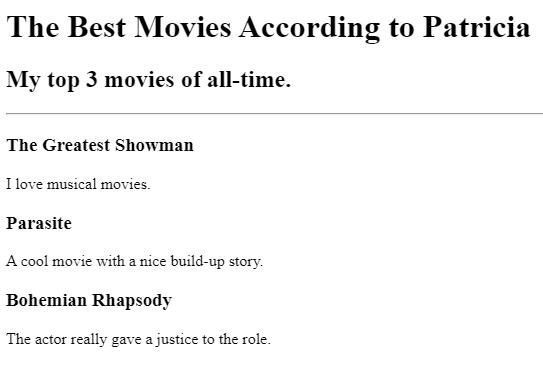 The Best Movies According to Patricia
My top 3 movies of all-time.
The Greatest Showman
I love musical movies.
Parasite
A cool movie with a nice build-up story.
Bohemian Rhapsody
The actor really gave a justice to the role.